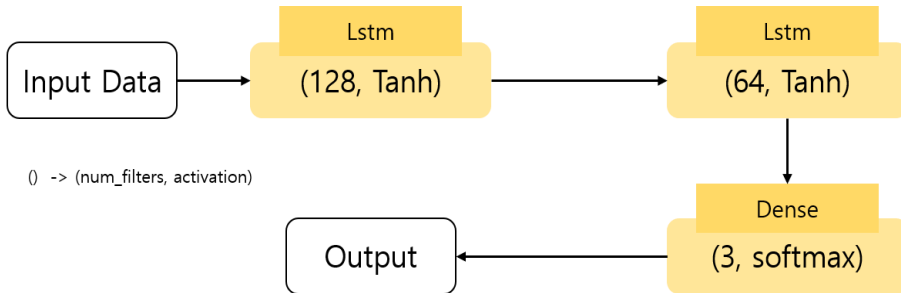 Lstm
Lstm
Input Data
(128, Tanh)
(64, Tanh)
() -> (num_filters, activation)
Dense
Output
(3, softmax)